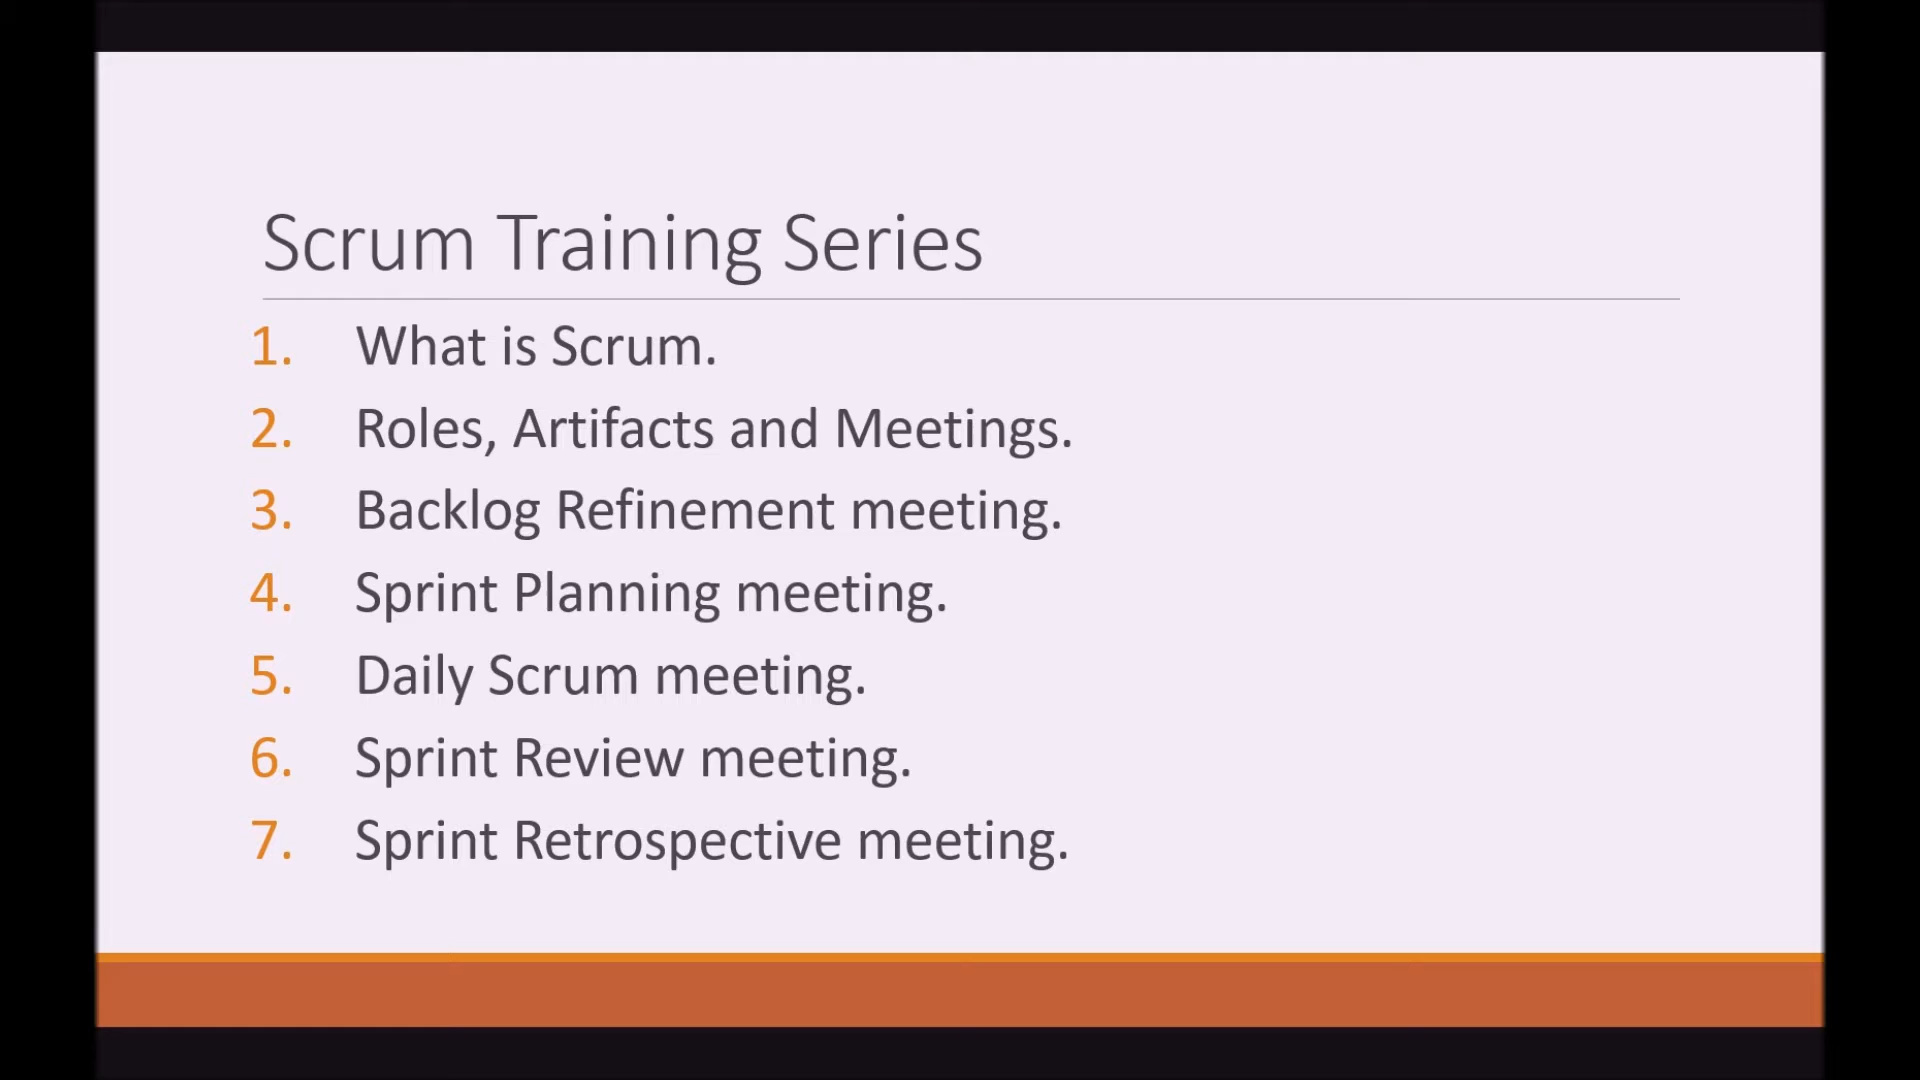 Scrum Training Series
1. What is Scrum.
2. Roles, Artifacts and Meetings.
3. Backlog Refinement meeting.
4. Sprint Planning meeting.
5. Daily Scrum meeting.
6. Sprint Review meeting.
7. Sprint Retrospective meeting.